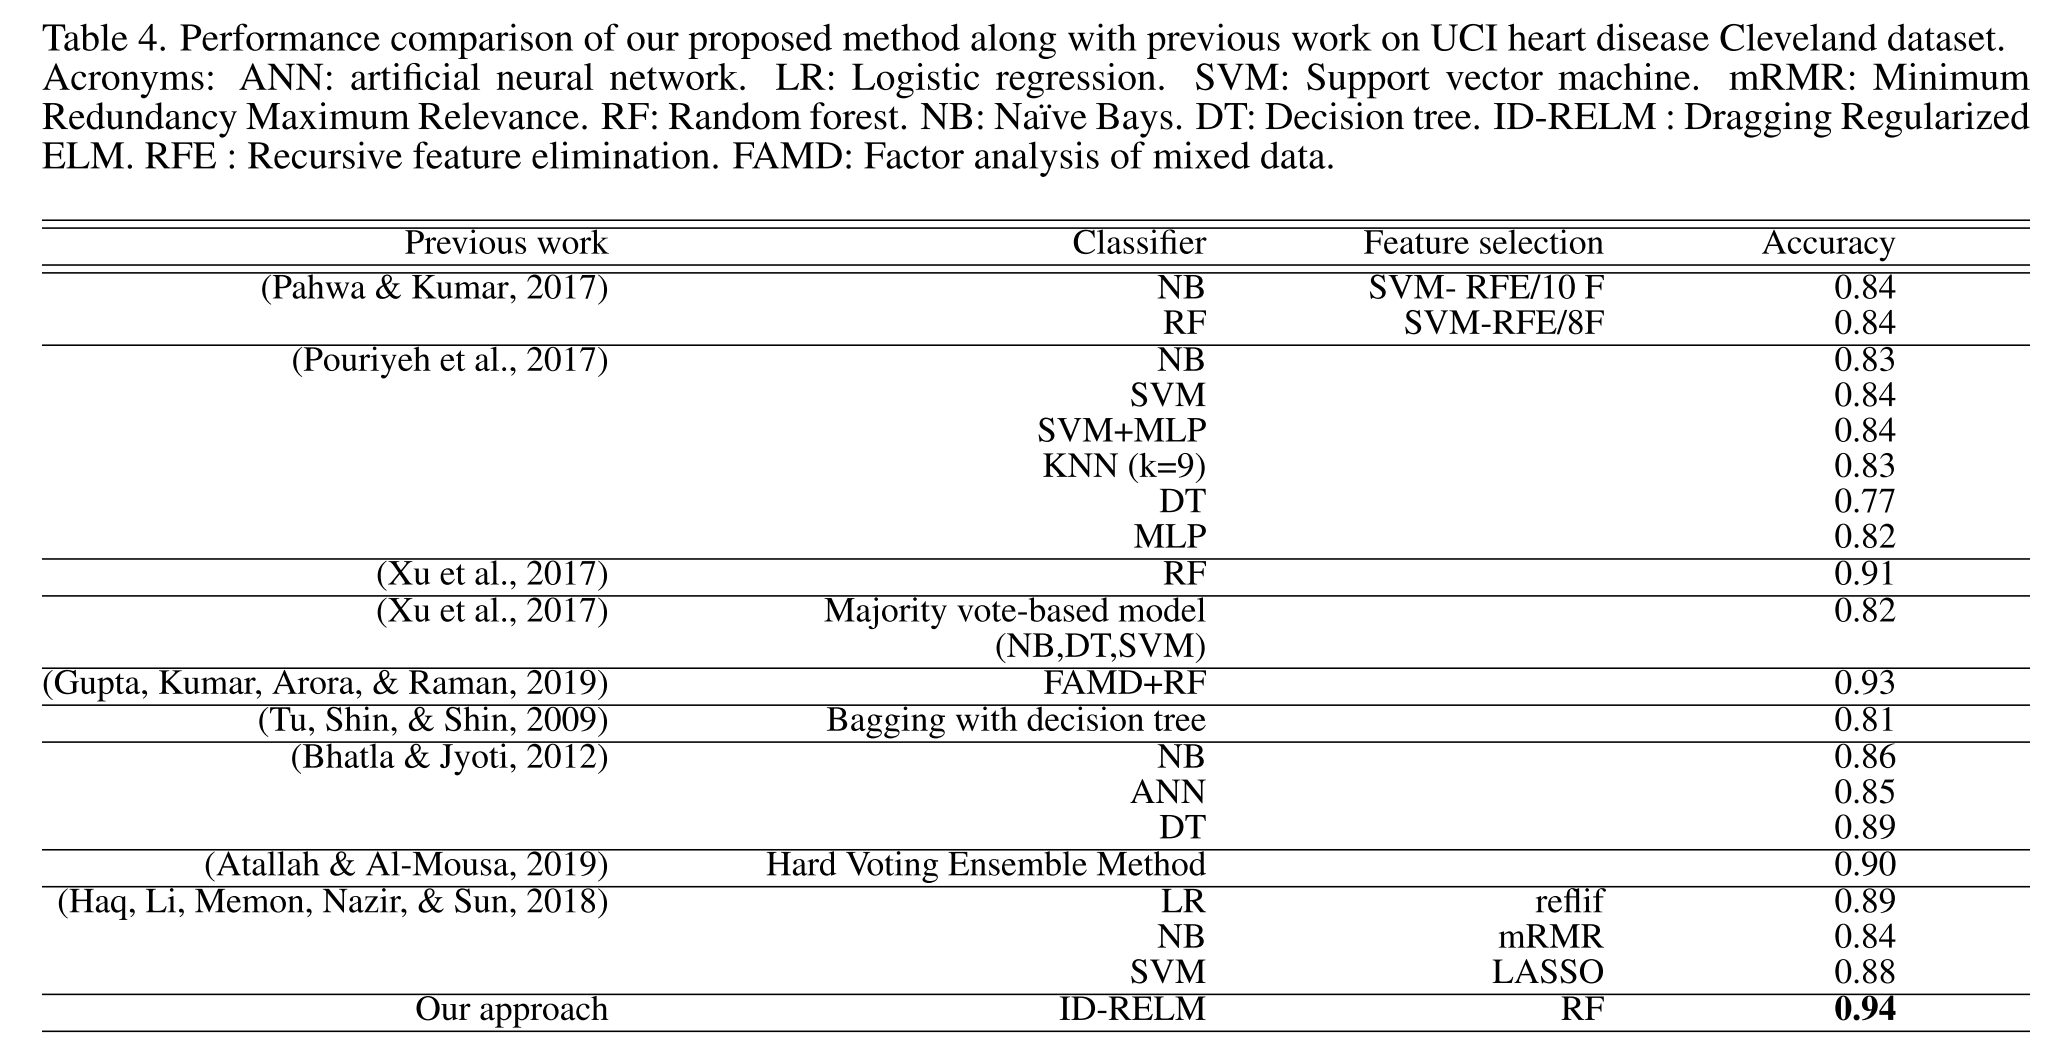 Table 4. Performance comparison of our proposed method along with previous work on UCI heart disease Cleveland dataset.
Acronyms: ANN: artificial neural network. LR: Logistic regression. SVM: Support vector machine. mRMR: Minimum
Redundancy Maximum Relevance. RF: Random forest. NB: Naïve Bays. DT: Decision tree. ID-RELM : Dragging Regularized
ELM. RFE : Recursive feature elimination. FAMD: Factor analysis of mixed data.
Previous work Classifier Feature selection Accuracy
(Pahwa & Kumar, 2017) NB SVM- RFE/10 F 0.84
RF SVM-RFE/8F 0.84
(Pouriyeh et al., 2017) NB 0.83
SVM 0.84
SVM+MLP 0.84
KNN (k=9) 0.83
DT 0.77
MLP 0.82
(Xu et al., 2017) RF 0.91
(Xu et al., 2017) Majority vote-based model 0.82
(NB,DT,SVM)
(Gupta, Kumar, Arora, & Raman, 2019) FAMD+RF 0.93
(Tu, Shin, & Shin, 2009) Bagging with decision tree 0.81
(Bhatla & Jyoti, 2012) NB 0.86
ANN 0.85
DT 0.89
(Atallah & Al-Mousa, 2019) Hard Voting Ensemble Method 0.90
(Haq, Li, Memon, Nazir, & Sun, 2018) LR reflif 0.89
NB mRMR 0.84
SVM LASSO 0.88
Our approach ID-RELM RF 0.94